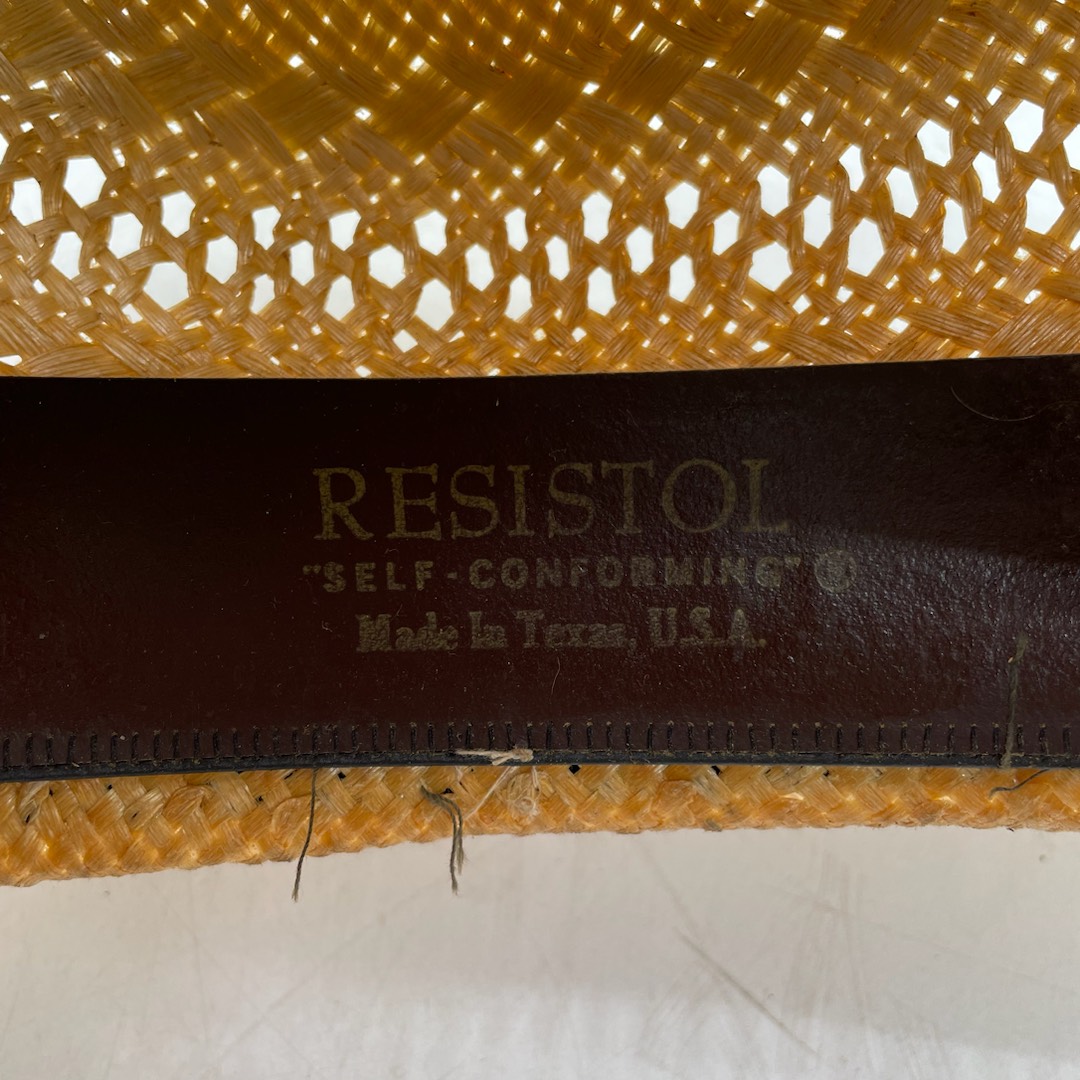 RESISTOL
"SELF-CONFORMING" ®
Made in Texas, U.S.A.